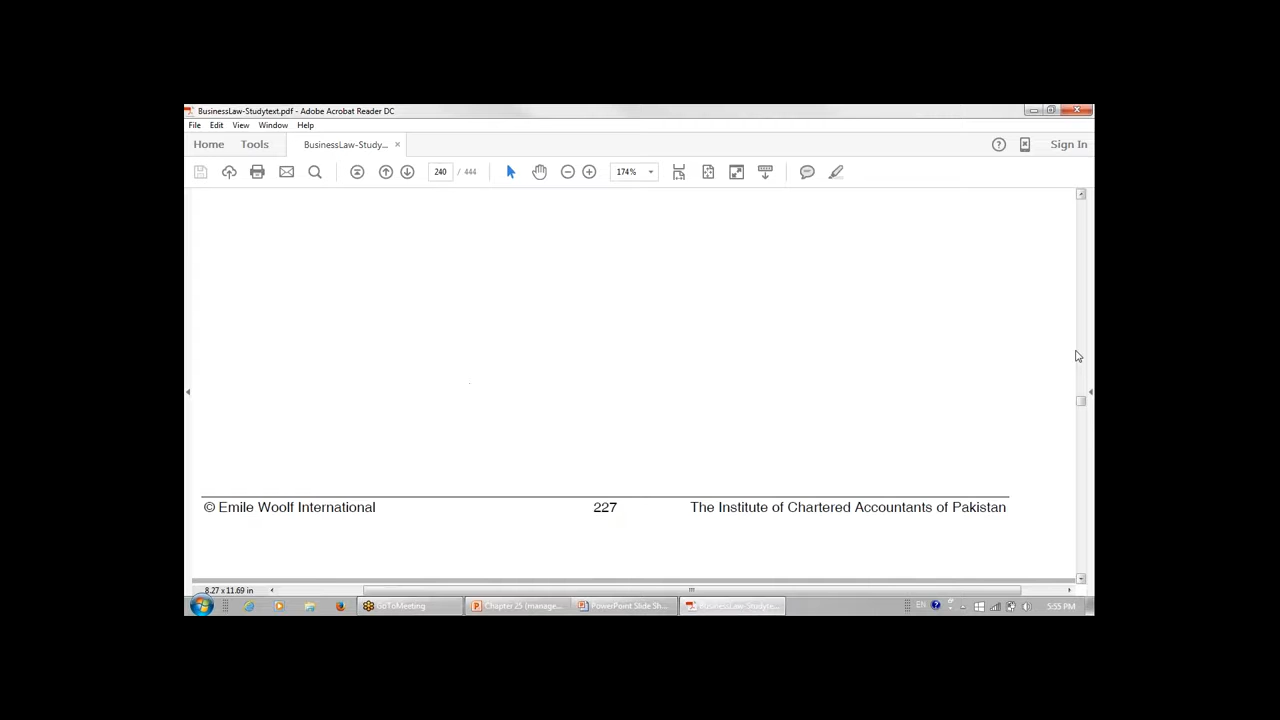 BusinessLaw-Studytext.pdf - Adobe Acrobat Reader DC
File Edit View Window Help
Home Tools BusinessLaw-Study... × Sign In
240 / 444 174%
© Emile Woolf International 227 The Institute of Chartered Accountants of Pakistan
8.27 x 11.69 in
GoToMeeting Chapter 25 (manage... PowerPoint Slide Sh... BusinessLaw-Studyte... EN 5:55 PM